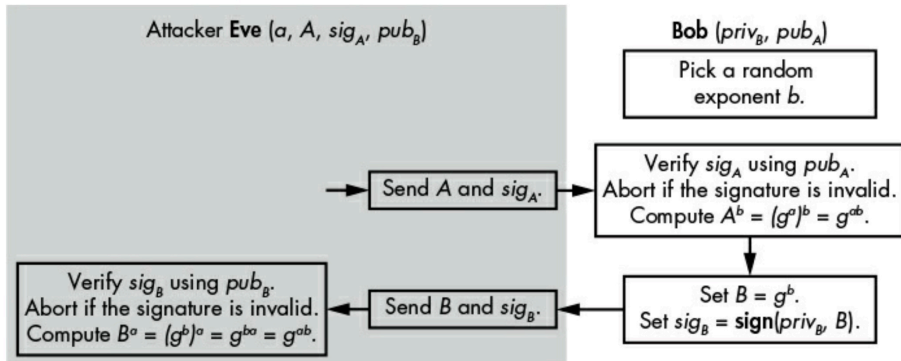 Attacker Eve (a, A, sig_A, pub_B)
Bob (priv_B, pub_A)
Pick a random
exponent b.
Send A and sig_A.
Verify sig_A using pub_A.
Abort if the signature is invalid.
Compute A^b = (g^a)^b = g^ab.
Set B = g^b.
Set sig_B = sign(priv_B, B).
Send B and sig_B.
Verify sig_B using pub_B.
Abort if the signature is invalid.
Compute B^a = (g^b)^a = g^ba = g^ab.